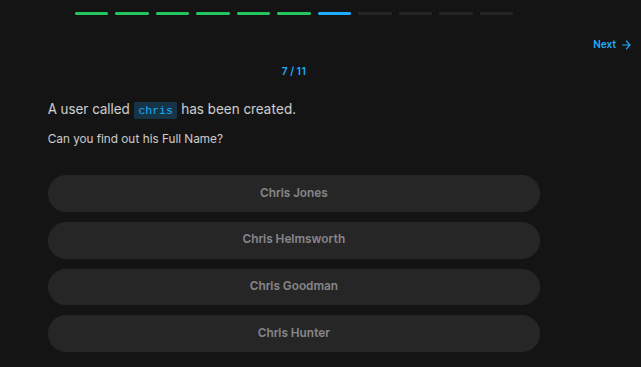 Next →
7 / 11
A user called chris has been created.
Can you find out his Full Name?
Chris Jones
Chris Helmsworth
Chris Goodman
Chris Hunter